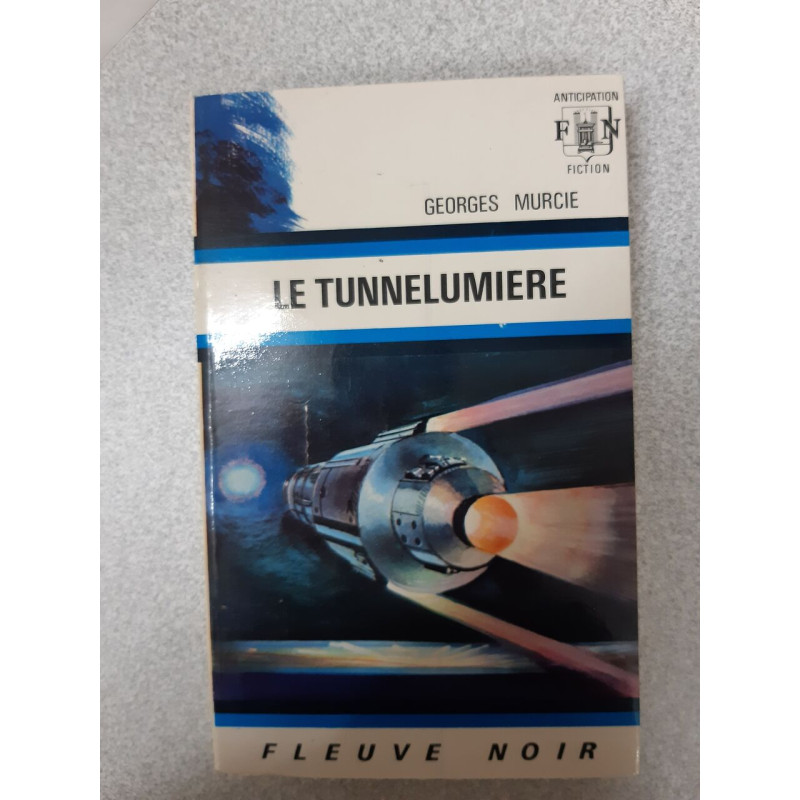 ANTICIPATION
F N
FICTION
GEORGES MURCIE
LE TUNNELUMIERE
FLEUVE NOIR